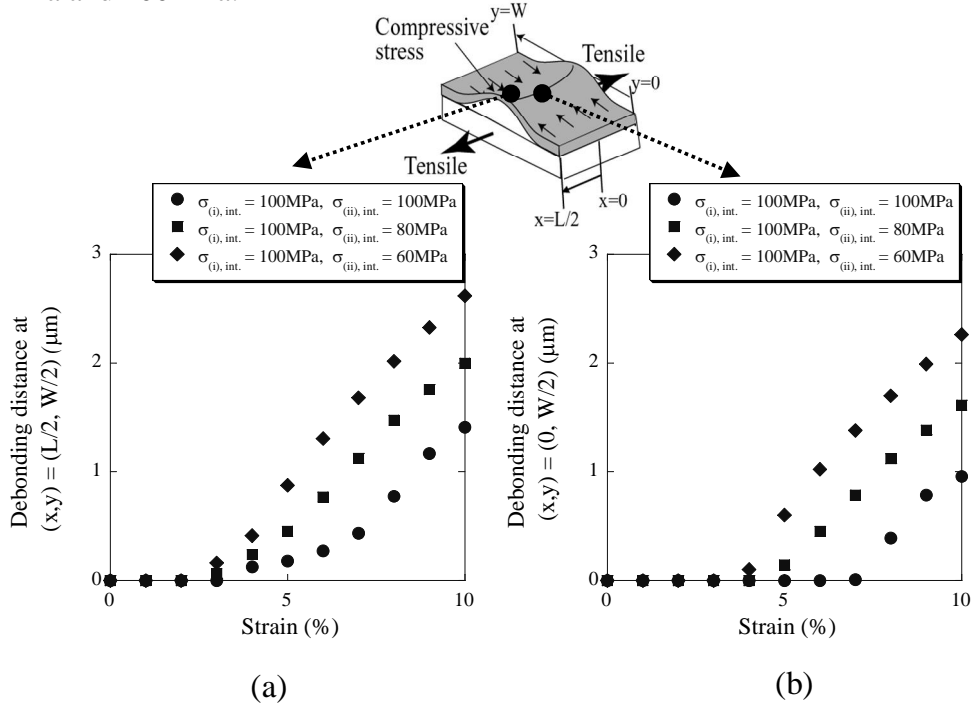 y=W
Compressive
stress
Tensile
y=0
Tensile
x=0
x=L/2
σ(i), int. = 100MPa, σ(ii), int. = 100MPa
σ(i), int. = 100MPa, σ(ii), int. = 80MPa
σ(i), int. = 100MPa, σ(ii), int. = 60MPa
3
2
1
0
Debonding distance at
(x,y) = (L/2, W/2) (μm)
0 5 10
Strain (%)
(a)
σ(i), int. = 100MPa, σ(ii), int. = 100MPa
σ(i), int. = 100MPa, σ(ii), int. = 80MPa
σ(i), int. = 100MPa, σ(ii), int. = 60MPa
3
2
1
0
Debonding distance at
(x,y) = (0, W/2) (μm)
0 5 10
Strain (%)
(b)